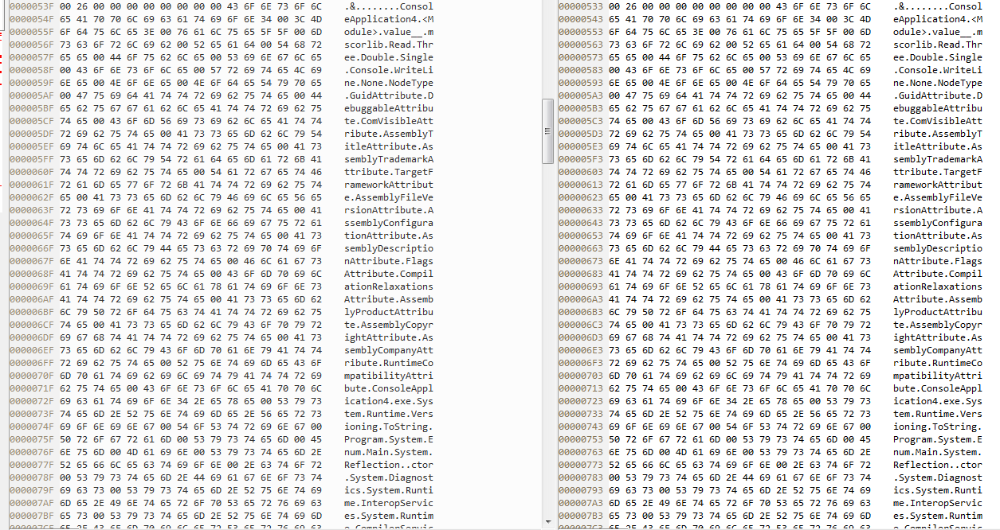 0000053F 00 26 00 00 00 00 00 00 00 00 43 6F 6E 73 6F 6C .&........Consol
0000054F 65 41 70 70 6C 69 63 61 74 69 6F 6E 34 00 3C 4D eApplication4.<M
0000055F 6F 64 75 6C 65 3E 00 76 61 6C 75 65 5F 5F 00 6D odule>.value__.m
0000056F 73 63 6F 72 6C 69 62 00 52 65 61 64 00 54 68 72 scorlib.Read.Thr
0000057F 65 65 00 44 6F 75 62 6C 65 00 53 69 6E 67 6C 65 ee.Double.Single
0000058F 00 43 6F 6E 73 6F 6C 65 00 57 72 69 74 65 4C 69 .Console.WriteLi
0000059F 6E 65 00 4E 6F 6E 65 00 4E 6F 64 65 54 79 70 65 ne.None.NodeType
000005AF 00 47 75 69 64 41 74 74 72 69 62 75 74 65 00 44 .GuidAttribute.D
000005BF 65 62 75 67 67 61 62 6C 65 41 74 74 72 69 62 75 ebuggableAttribu
000005CF 74 65 00 43 6F 6D 56 69 73 69 62 6C 65 41 74 74 te.ComVisibleAtt
000005DF 72 69 62 75 74 65 00 41 73 73 65 6D 62 6C 79 54 ribute.AssemblyT
000005EF 69 74 6C 65 41 74 74 72 69 62 75 74 65 00 41 73 itleAttribute.As
000005FF 73 65 6D 62 6C 79 54 72 61 64 65 6D 61 72 6B 41 semblyTrademarkA
0000060F 74 74 72 69 62 75 74 65 00 54 61 72 67 65 74 46 ttribute.TargetF
0000061F 72 61 6D 65 77 6F 72 6B 41 74 74 72 69 62 75 74 rameworkAttribut
0000062F 65 00 41 73 73 65 6D 62 6C 79 46 69 6C 65 56 65 e.AssemblyFileVe
0000063F 72 73 69 6F 6E 41 74 74 72 69 62 75 74 65 00 41 rsionAttribute.A
0000064F 73 73 65 6D 62 6C 79 43 6F 6E 66 69 67 75 72 61 ssemblyConfigura
0000065F 74 69 6F 6E 41 74 74 72 69 62 75 74 65 00 41 73 tionAttribute.As
0000066F 73 65 6D 62 6C 79 44 65 73 63 72 69 70 74 69 6F semblyDescriptio
0000067F 6E 41 74 74 72 69 62 75 74 65 00 46 6C 61 67 73 nAttribute.Flags
0000068F 41 74 74 72 69 62 75 74 65 00 43 6F 6D 70 69 6C Attribute.Compil
0000069F 61 74 69 6F 6E 52 65 6C 61 78 61 74 69 6F 6E 73 ationRelaxations
000006AF 41 74 74 72 69 62 75 74 65 00 41 73 73 65 6D 62 Attribute.Assemb
000006BF 6C 79 50 72 6F 64 75 63 74 41 74 74 72 69 62 75 lyProductAttribu
000006CF 74 65 00 41 73 73 65 6D 62 6C 79 43 6F 70 79 72 te.AssemblyCopyr
000006DF 69 67 68 74 41 74 74 72 69 62 75 74 65 00 41 73 ightAttribute.As
000006EF 73 65 6D 62 6C 79 43 6F 6D 70 61 6E 79 41 74 74 semblyCompanyAtt
000006FF 72 69 62 75 74 65 00 52 75 6E 74 69 6D 65 43 6F ribute.RuntimeCo
0000070F 6D 70 61 74 69 62 69 6C 69 74 79 41 74 74 72 69 mpatibilityAttri
0000071F 62 75 74 65 00 43 6F 6E 73 6F 6C 65 41 70 70 6C bute.ConsoleAppl
0000072F 69 63 61 74 69 6F 6E 34 2E 65 78 65 00 53 79 73 ication4.exe.Sys
0000073F 74 65 6D 2E 52 75 6E 74 69 6D 65 2E 56 65 72 73 tem.Runtime.Vers
0000074F 69 6F 6E 69 6E 67 00 54 6F 53 74 72 69 6E 67 00 ioning.ToString.
0000075F 50 72 6F 67 72 61 6D 00 53 79 73 74 65 6D 00 45 Program.System.E
0000076F 6E 75 6D 00 4D 61 69 6E 00 53 79 73 74 65 6D 2E num.Main.System.
0000077F 52 65 66 6C 65 63 74 69 6F 6E 00 2E 63 74 6F 72 Reflection..ctor
0000078F 00 53 79 73 74 65 6D 2E 44 69 61 67 6E 6F 73 74 .System.Diagnost
0000079F 69 63 73 00 53 79 73 74 65 6D 2E 52 75 6E 74 69 ics.System.Runti
000007AF 6D 65 2E 49 6E 74 65 72 6F 70 53 65 72 76 69 63 me.InteropServic
000007BF 65 73 00 53 79 73 74 65 6D 2E 52 75 6E 74 69 6D es.System.Runtim
00000533 00 26 00 00 00 00 00 00 00 00 43 6F 6E 73 6F 6C .&........Consol
00000543 65 41 70 70 6C 69 63 61 74 69 6F 6E 34 00 3C 4D eApplication4.<M
00000553 6F 64 75 6C 65 3E 00 76 61 6C 75 65 5F 5F 00 6D odule>.value__.m
00000563 73 63 6F 72 6C 69 62 00 52 65 61 64 00 54 68 72 scorlib.Read.Thr
00000573 65 65 00 44 6F 75 62 6C 65 00 53 69 6E 67 6C 65 ee.Double.Single
00000583 00 43 6F 6E 73 6F 6C 65 00 57 72 69 74 65 4C 69 .Console.WriteLi
00000593 6E 65 00 4E 6F 6E 65 00 4E 6F 64 65 54 79 70 65 ne.None.NodeType
000005A3 00 47 75 69 64 41 74 74 72 69 62 75 74 65 00 44 .GuidAttribute.D
000005B3 65 62 75 67 67 61 62 6C 65 41 74 74 72 69 62 75 ebuggableAttribu
000005C3 74 65 00 43 6F 6D 56 69 73 69 62 6C 65 41 74 74 te.ComVisibleAtt
000005D3 72 69 62 75 74 65 00 41 73 73 65 6D 62 6C 79 54 ribute.AssemblyT
000005E3 69 74 6C 65 41 74 74 72 69 62 75 74 65 00 41 73 itleAttribute.As
000005F3 73 65 6D 62 6C 79 54 72 61 64 65 6D 61 72 6B 41 semblyTrademarkA
00000603 74 74 72 69 62 75 74 65 00 54 61 72 67 65 74 46 ttribute.TargetF
00000613 72 61 6D 65 77 6F 72 6B 41 74 74 72 69 62 75 74 rameworkAttribut
00000623 65 00 41 73 73 65 6D 62 6C 79 46 69 6C 65 56 65 e.AssemblyFileVe
00000633 72 73 69 6F 6E 41 74 74 72 69 62 75 74 65 00 41 rsionAttribute.A
00000643 73 73 65 6D 62 6C 79 43 6F 6E 66 69 67 75 72 61 ssemblyConfigura
00000653 74 69 6F 6E 41 74 74 72 69 62 75 74 65 00 41 73 tionAttribute.As
00000663 73 65 6D 62 6C 79 44 65 73 63 72 69 70 74 69 6F semblyDescriptio
00000673 6E 41 74 74 72 69 62 75 74 65 00 46 6C 61 67 73 nAttribute.Flags
00000683 41 74 74 72 69 62 75 74 65 00 43 6F 6D 70 69 6C Attribute.Compil
00000693 61 74 69 6F 6E 52 65 6C 61 78 61 74 69 6F 6E 73 ationRelaxations
000006A3 41 74 74 72 69 62 75 74 65 00 41 73 73 65 6D 62 Attribute.Assemb
000006B3 6C 79 50 72 6F 64 75 63 74 41 74 74 72 69 62 75 lyProductAttribu
000006C3 74 65 00 41 73 73 65 6D 62 6C 79 43 6F 70 79 72 te.AssemblyCopyr
000006D3 69 67 68 74 41 74 74 72 69 62 75 74 65 00 41 73 ightAttribute.As
000006E3 73 65 6D 62 6C 79 43 6F 6D 70 61 6E 79 41 74 74 semblyCompanyAtt
000006F3 72 69 62 75 74 65 00 52 75 6E 74 69 6D 65 43 6F ribute.RuntimeCo
00000703 6D 70 61 74 69 62 69 6C 69 74 79 41 74 74 72 69 mpatibilityAttri
00000713 62 75 74 65 00 43 6F 6E 73 6F 6C 65 41 70 70 6C bute.ConsoleAppl
00000723 69 63 61 74 69 6F 6E 34 2E 65 78 65 00 53 79 73 ication4.exe.Sys
00000733 74 65 6D 2E 52 75 6E 74 69 6D 65 2E 56 65 72 73 tem.Runtime.Vers
00000743 69 6F 6E 69 6E 67 00 54 6F 53 74 72 69 6E 67 00 ioning.ToString.
00000753 50 72 6F 67 72 61 6D 00 53 79 73 74 65 6D 00 45 Program.System.E
00000763 6E 75 6D 00 4D 61 69 6E 00 53 79 73 74 65 6D 2E num.Main.System.
00000773 52 65 66 6C 65 63 74 69 6F 6E 00 2E 63 74 6F 72 Reflection..ctor
00000783 00 53 79 73 74 65 6D 2E 44 69 61 67 6E 6F 73 74 .System.Diagnost
00000793 69 63 73 00 53 79 73 74 65 6D 2E 52 75 6E 74 69 ics.System.Runti
000007A3 6D 65 2E 49 6E 74 65 72 6F 70 53 65 72 76 69 63 me.InteropServic
000007B3 65 73 00 53 79 73 74 65 6D 2E 52 75 6E 74 69 6D es.System.Runtim